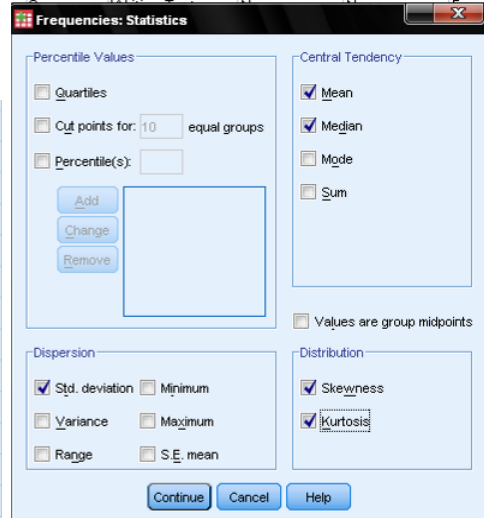 Frequencies: Statistics
Percentile Values
Quartiles
Cut points for: 10 equal groups
Percentile(s):
Add
Change
Remove
Central Tendency
Mean
Median
Mode
Sum
Values are group midpoints
Dispersion
Std. deviation Minimum
Variance Maximum
Range S.E. mean
Distribution
Skewness
Kurtosis
Continue Cancel Help